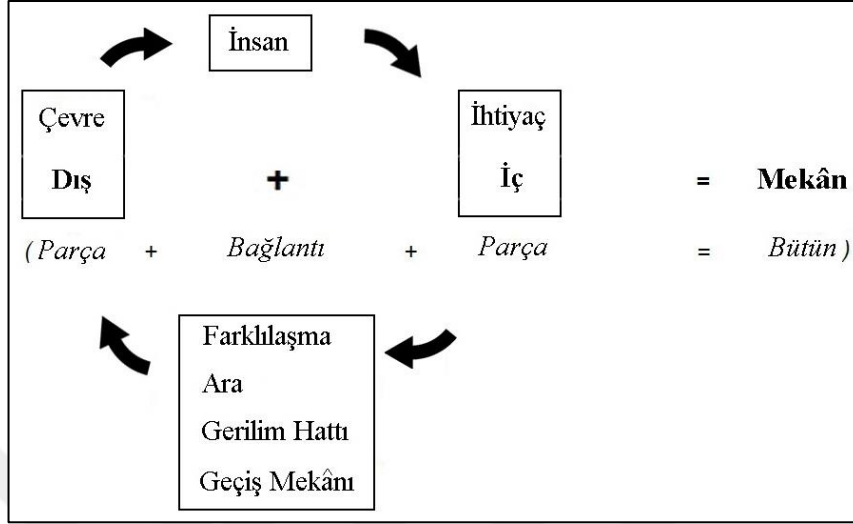 İnsan
Çevre İhtiyaç
Dış + İç = Mekân
(Parça + Bağlantı + Parça = Bütün)
Farklılaşma
Ara
Gerilim Hattı
Geçiş Mekânı